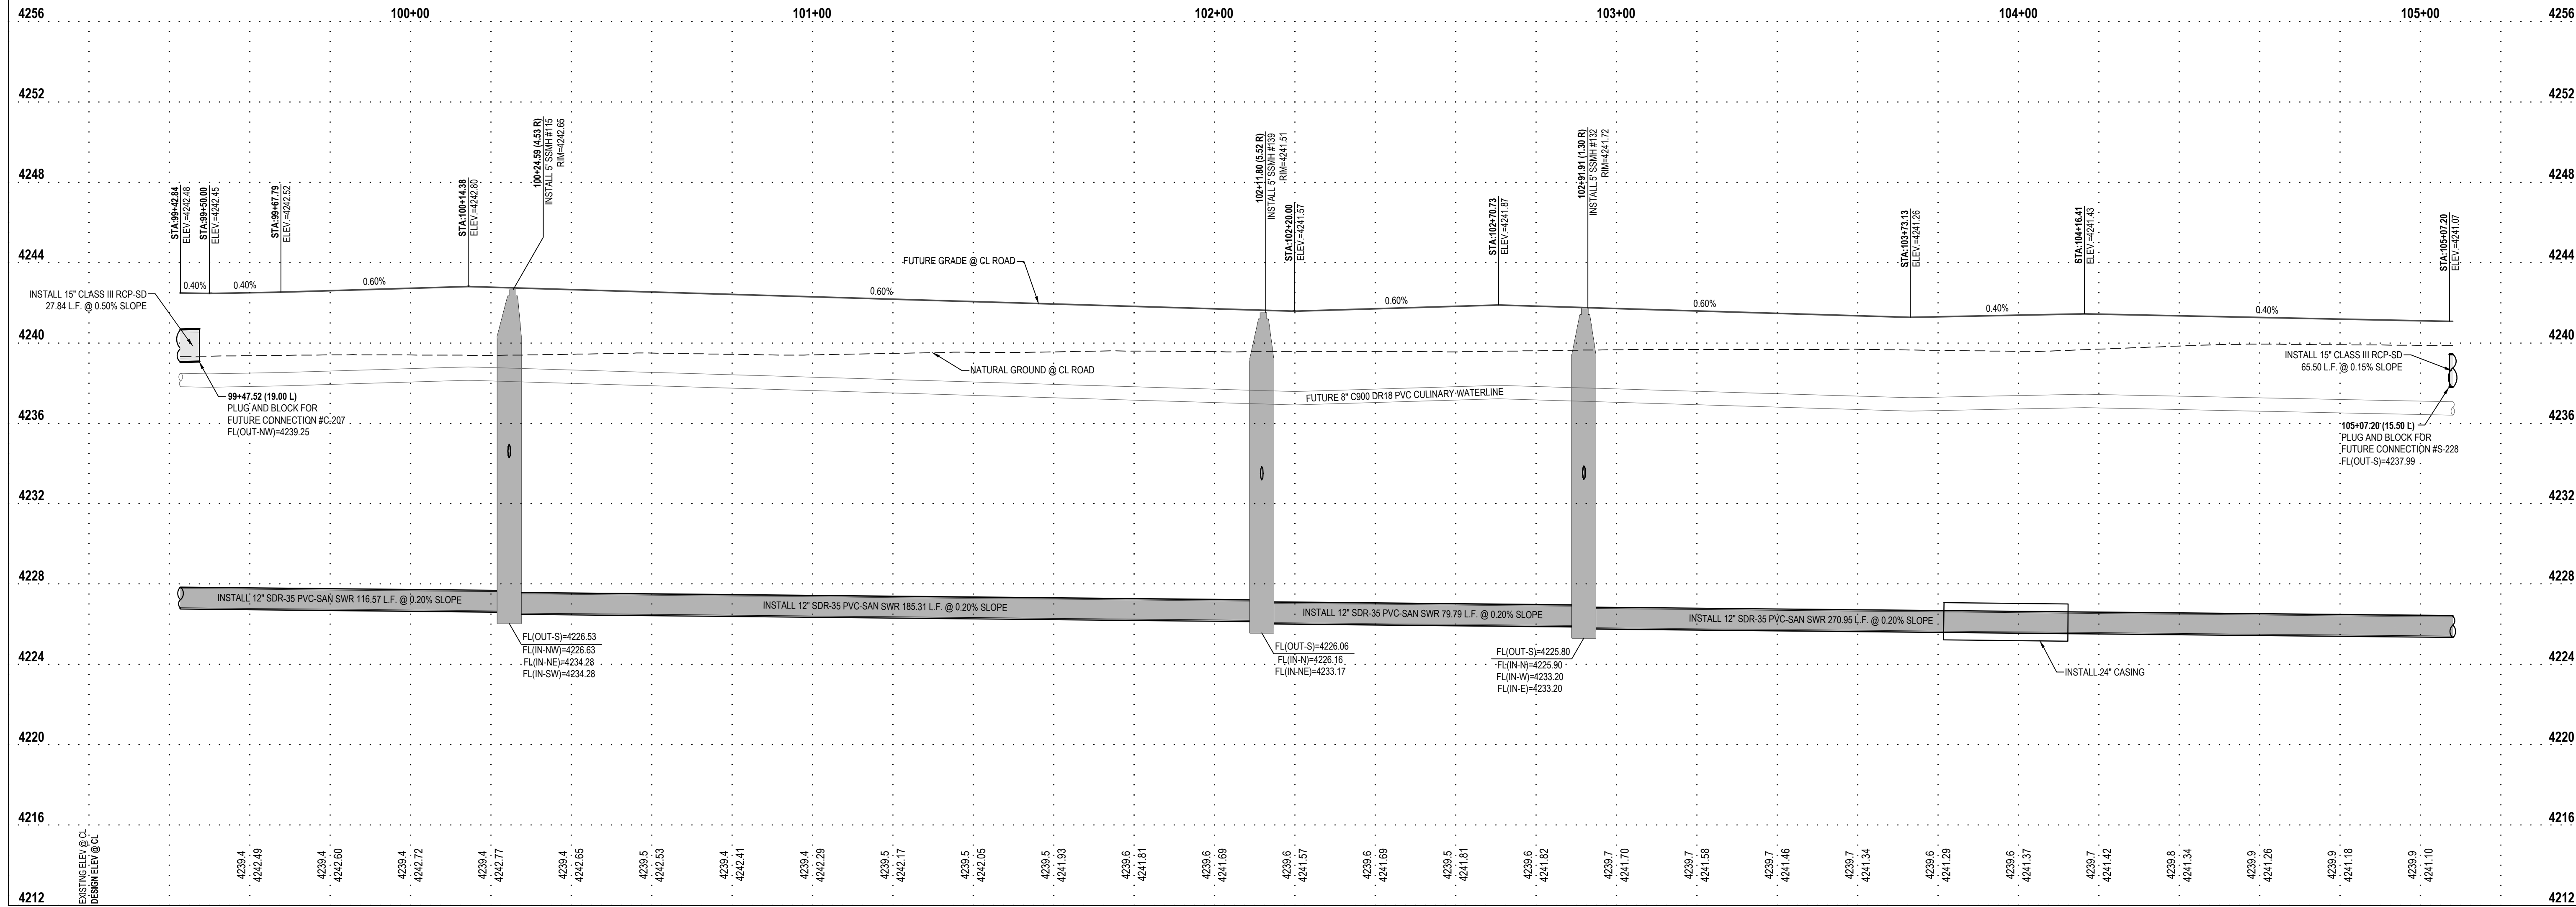 100+00 101+00 102+00 103+00 104+00 105+00
4256 4256
4252 4252
4248 4248
4244 4244
4240 4240
4236 4236
4232 4232
4228 4228
4224 4224
4220 4220
4216 4216
4212 4212
STA:99+42.84
ELEV.=4242.48
STA:99+50.00
ELEV.=4242.45
STA:99+67.79
ELEV.=4242.52
STA:100+14.38
ELEV.=4242.80
100+24.59 (4.53 R)
INSTALL 5' SSMH #115
RIM=4242.65
102+11.80 (5.52 R)
INSTALL 5' SSMH #139
RIM=4241.51
STA:102+20.00
ELEV.=4241.57
STA:102+70.73
ELEV.=4241.87
102+91.91 (1.30 R)
INSTALL 5' SSMH #132
RIM=4241.72
STA:103+73.13
ELEV.=4241.26
STA:104+16.41
ELEV.=4241.43
STA:105+07.20
ELEV.=4241.07
0.40% 0.40% 0.60% 0.60% 0.60% 0.60% 0.40% 0.40%
FUTURE GRADE @ CL ROAD
INSTALL 15" CLASS III RCP-SD
27.84 L.F. @ 0.50% SLOPE
NATURAL GROUND @ CL ROAD
INSTALL 15" CLASS III RCP-SD
65.50 L.F. @ 0.15% SLOPE
99+47.52 (19.00 L)
PLUG AND BLOCK FOR
FUTURE CONNECTION #C-207
FL(OUT-NW)=4239.25
FUTURE 8" C900 DR18 PVC CULINARY WATERLINE
105+07.20 (15.50 L)
PLUG AND BLOCK FOR
FUTURE CONNECTION #S-228
FL(OUT-S)=4237.99
INSTALL 12" SDR-35 PVC-SAN SWR 116.57 L.F. @ 0.20% SLOPE
INSTALL 12" SDR-35 PVC-SAN SWR 185.31 L.F. @ 0.20% SLOPE
INSTALL 12" SDR-35 PVC-SAN SWR 79.79 L.F. @ 0.20% SLOPE
INSTALL 12" SDR-35 PVC-SAN SWR 270.95 L.F. @ 0.20% SLOPE
FL(OUT-S)=4226.53
FL(IN-NW)=4226.63
FL(IN-NE)=4234.28
FL(IN-SW)=4234.28
FL(OUT-S)=4226.06
FL(IN-N)=4226.16
FL(IN-NE)=4233.17
FL(OUT-S)=4225.80
FL(IN-N)=4225.90
FL(IN-W)=4233.20
FL(IN-E)=4233.20
INSTALL 24" CASING
EXISTING ELEV @ CL
DESIGN ELEV @ CL
4239.4
4242.49
4239.4
4242.60
4239.4
4242.72
4239.4
4242.77
4239.4
4242.65
4239.5
4242.53
4239.4
4242.41
4239.4
4242.29
4239.5
4242.17
4239.5
4242.05
4239.5
4241.93
4239.6
4241.81
4239.6
4241.69
4239.6
4241.57
4239.6
4241.69
4239.5
4241.81
4239.6
4241.82
4239.7
4241.70
4239.7
4241.58
4239.7
4241.46
4239.7
4241.34
4239.6
4241.29
4239.6
4241.37
4239.7
4241.42
4239.8
4241.34
4239.9
4241.26
4239.9
4241.18
4239.9
4241.10